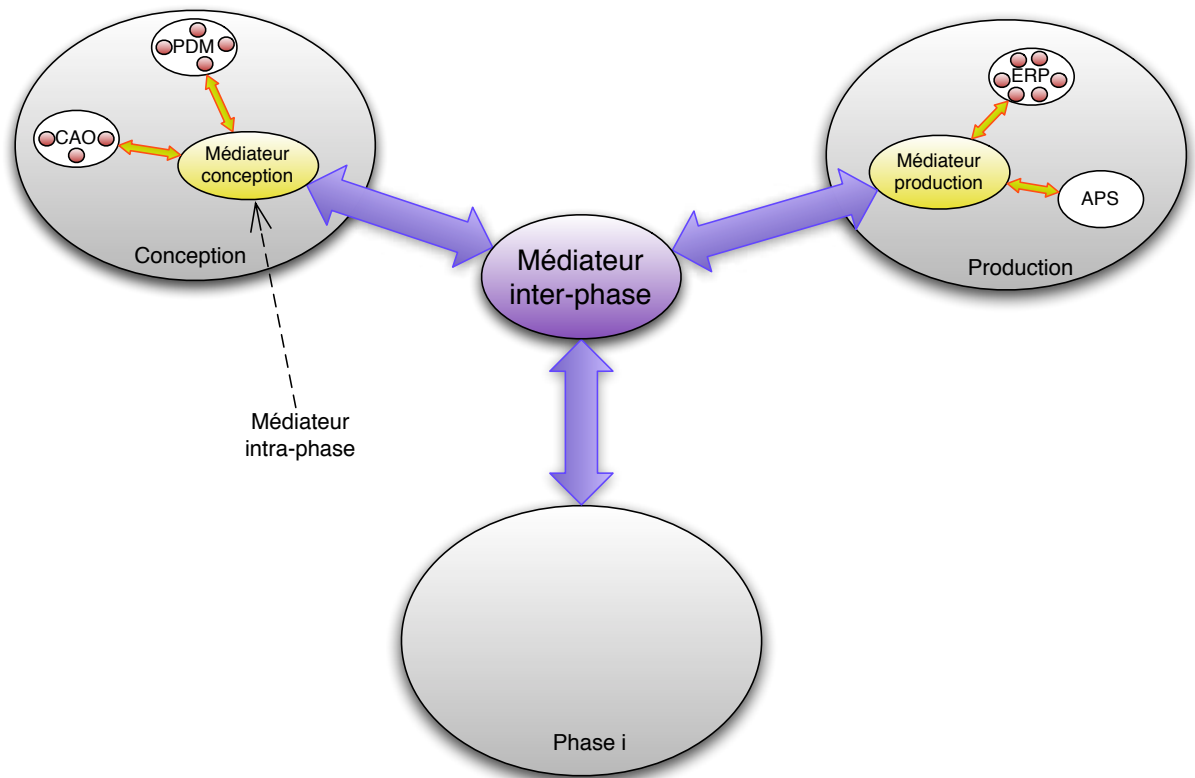 PDM
CAO
Médiateur
conception
Conception
ERP
Médiateur
production
APS
Production
Médiateur
inter-phase
Médiateur
intra-phase
Phase i